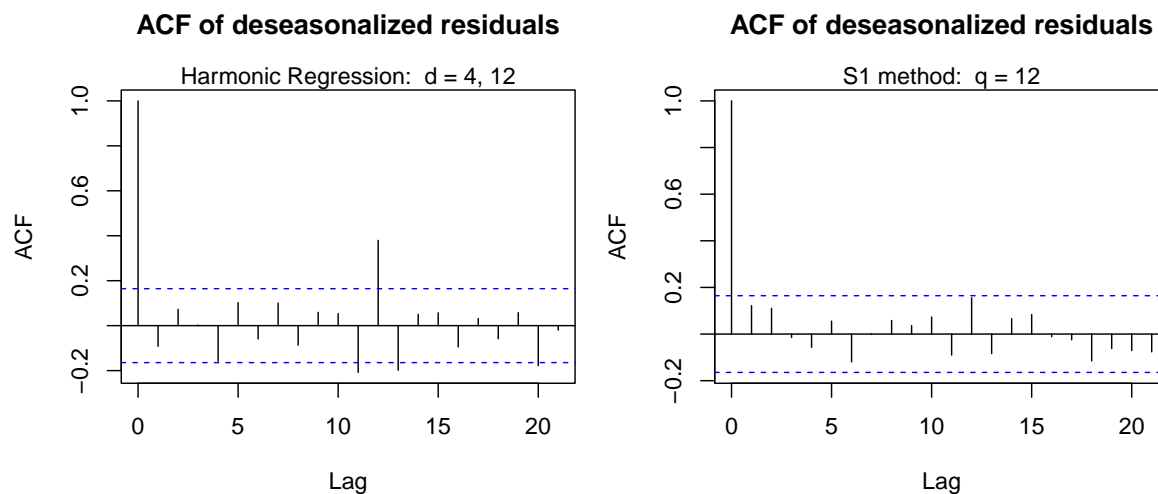 ACF of deseasonalized residuals
Harmonic Regression: d = 4, 12
ACF
1.0
0.6
0.2
−0.2
0 5 10 15 20
Lag
ACF of deseasonalized residuals
S1 method: q = 12
ACF
1.0
0.6
0.2
−0.2
0 5 10 15 20
Lag